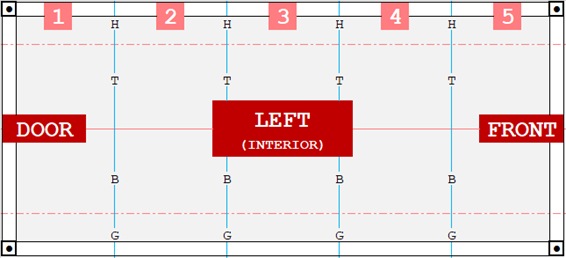 1 2 3 4 5
H H H H
T T T T
DOOR LEFT FRONT
(INTERIOR)
B B B B
G G G G